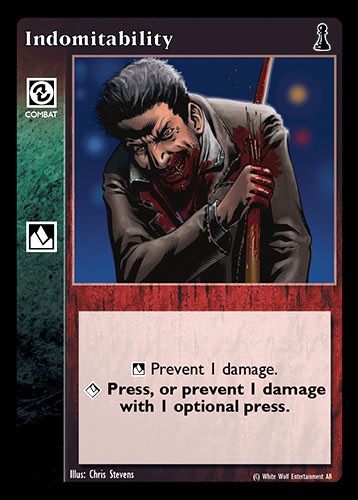 Indomitability
COMBAT
Prevent 1 damage.
Press, or prevent 1 damage
with 1 optional press.
Illus: Chris Stevens
(C) White Wolf Entertainment AB